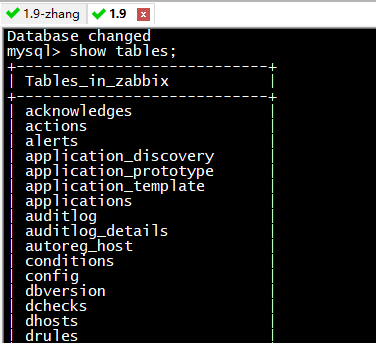 1.9-zhang
1.9
Database changed
mysql> show tables;
+----------------------------+
| Tables_in_zabbix |
+----------------------------+
| acknowledges |
| actions |
| alerts |
| application_discovery |
| application_prototype |
| application_template |
| applications |
| auditlog |
| auditlog_details |
| autoreg_host |
| conditions |
| config |
| dbversion |
| dchecks |
| dhosts |
| drules |